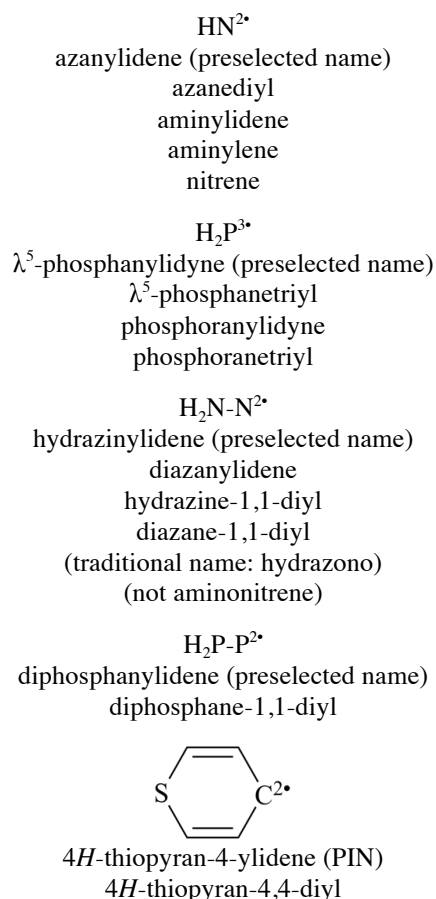 HN²•
azanylidene (preselected name)
azanediyl
aminylidene
aminylene
nitrene
H₂P³•
λ⁵-phosphanylidyne (preselected name)
λ⁵-phosphanetriyl
phosphoranylidyne
phosphoranetriyl
H₂N-N²•
hydrazinylidene (preselected name)
diazanylidene
hydrazine-1,1-diyl
diazane-1,1-diyl
(traditional name: hydrazono)
(not aminonitrene)
H₂P-P²•
diphosphanylidene (preselected name)
diphosphane-1,1-diyl
S C²•
4H-thiopyran-4-ylidene (PIN)
4H-thiopyran-4,4-diyl